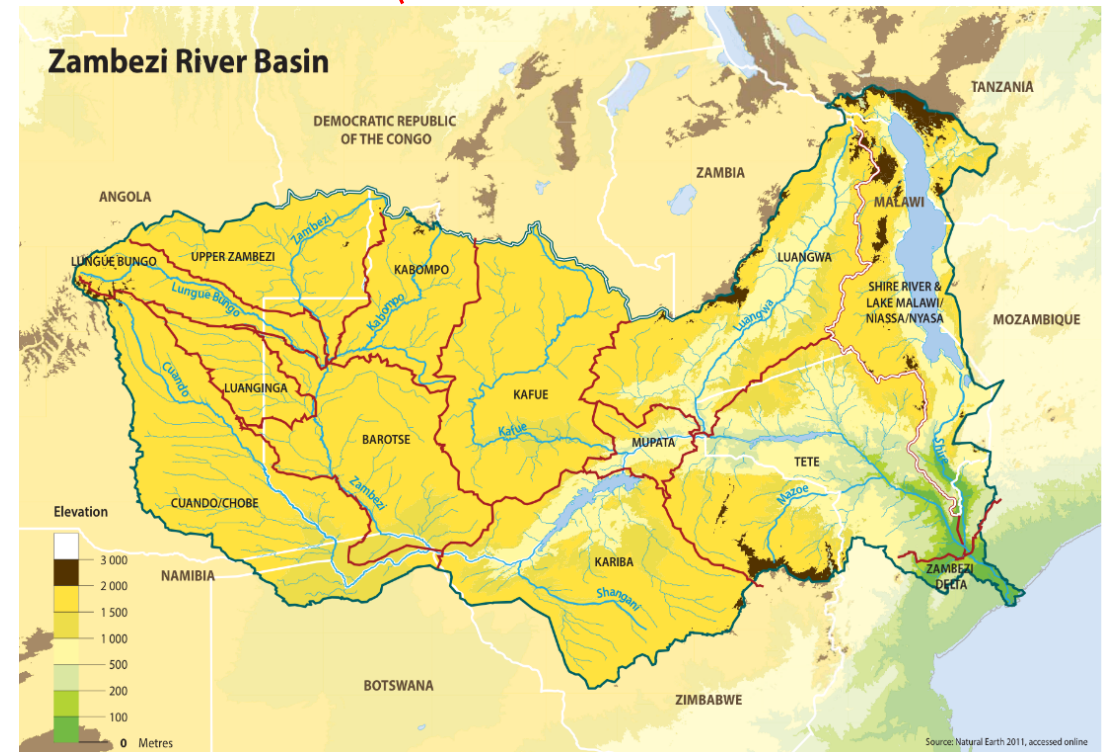 Zambezi River Basin
TANZANIA
DEMOCRATIC REPUBLIC
OF THE CONGO
ZAMBIA
ANGOLA
MALAWI
Zambezi
LUNGÚE BUNGO
UPPER ZAMBEZI
KABOMPO
LUANGWA
Lungue Bungo
Kabompo
Luangwa
SHIRE RIVER &
LAKE MALAWI/
NIASSA/NYASA
MOZAMBIQUE
Cuando
LUANGINGA
KAFUE
Kafue
BAROTSE
MUPATA
Shire
TETE
Zambezi
Mazoe
CUANDO/CHOBE
Elevation
3 000
2 000
1 500
1 000
500
200
100
0 Metres
NAMIBIA
KARIBA
ZAMBEZI
DELTA
Shangani
BOTSWANA
ZIMBABWE
Source: Natural Earth 2011, accessed online